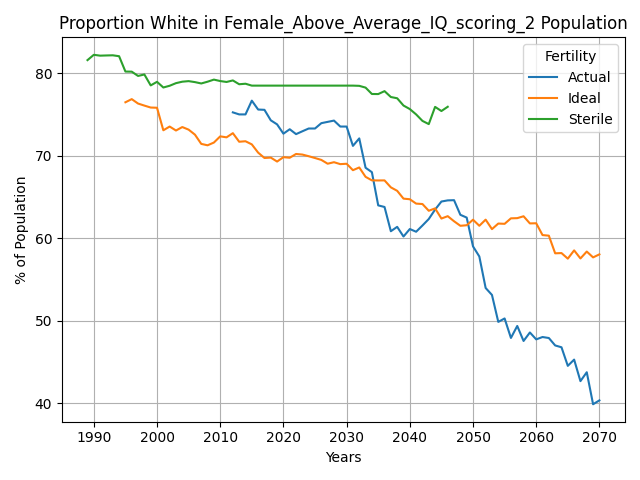 Proportion White in Female_Above_Average_IQ_scoring_2 Population
Fertility
Actual
Ideal
Sterile
% of Population
80
70
60
50
40
1990 2000 2010 2020 2030 2040 2050 2060 2070
Years